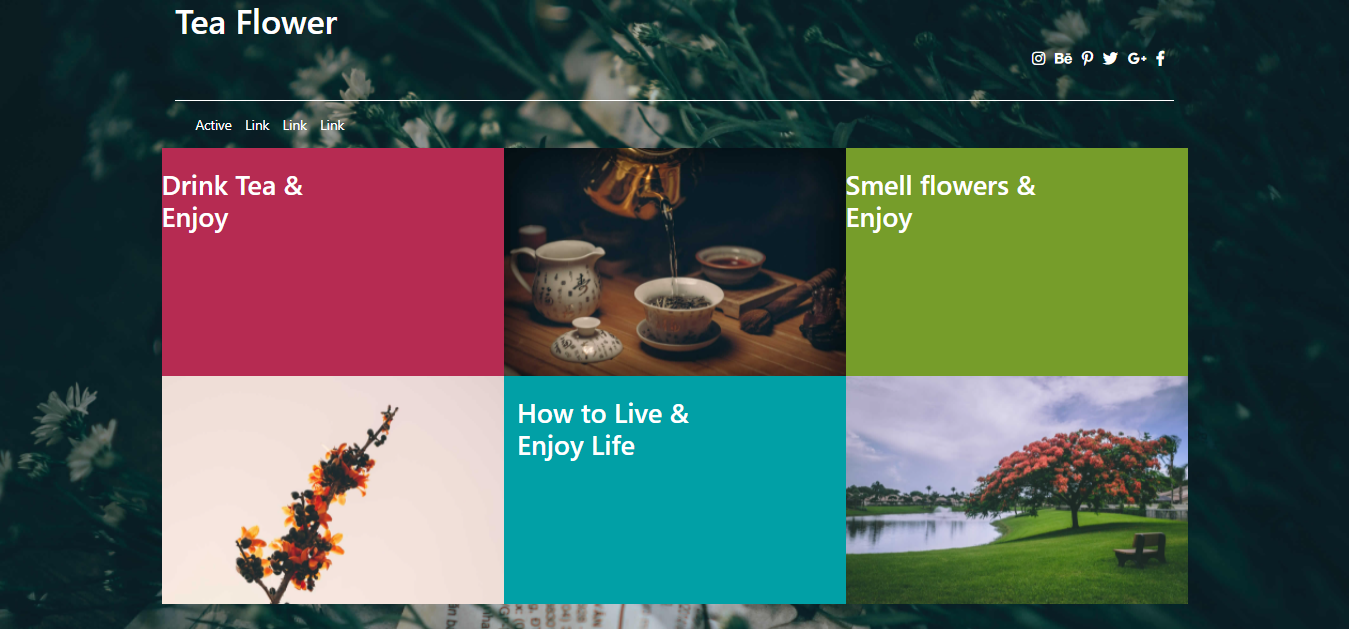 Tea Flower
Bē G+
Active Link Link Link
Drink Tea &
Enjoy
Smell flowers &
Enjoy
How to Live &
Enjoy Life